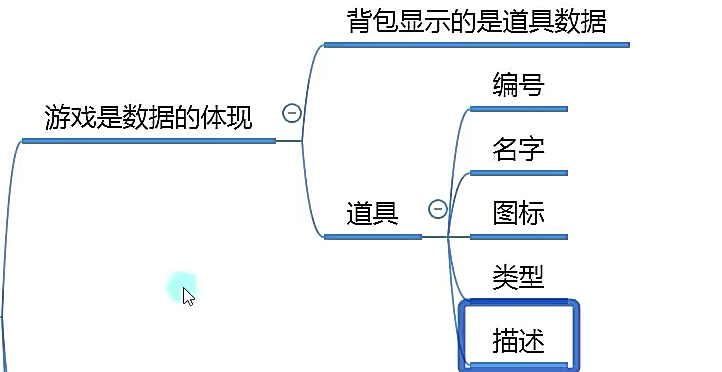 背包显示的是道具数据
编号
游戏是数据的体现
名字
道具
图标
类型
描述